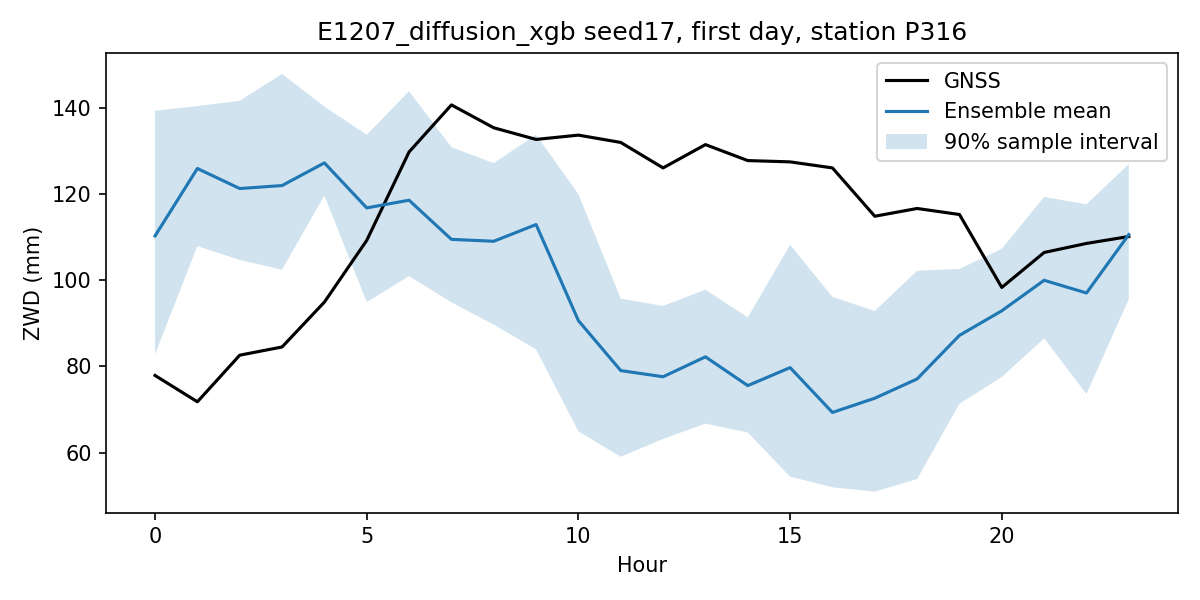 E1207_diffusion_xgb seed17, first day, station P316
GNSS
Ensemble mean
90% sample interval
ZWD (mm)
140
120
100
80
60
0
5
10
15
20
Hour